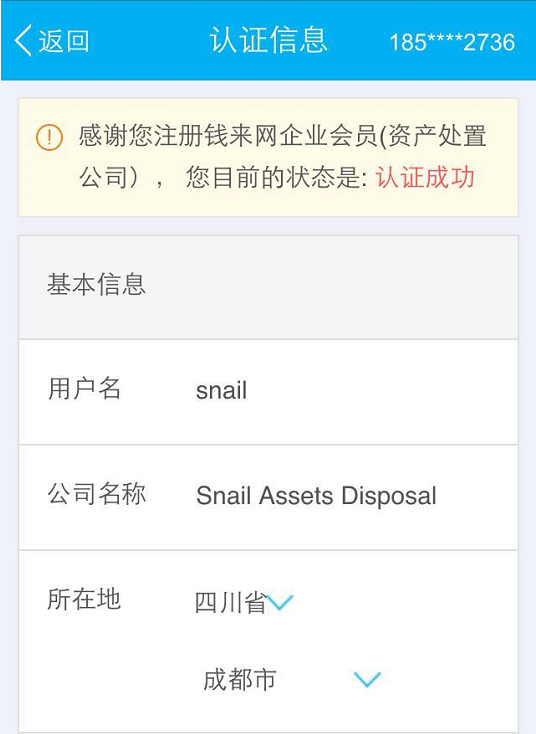 返回 认证信息 185****2736
感谢您注册钱来网企业会员(资产处置
公司）， 您目前的状态是: 认证成功
基本信息
用户名 snail
公司名称 Snail Assets Disposal
所在地 四川省
成都市